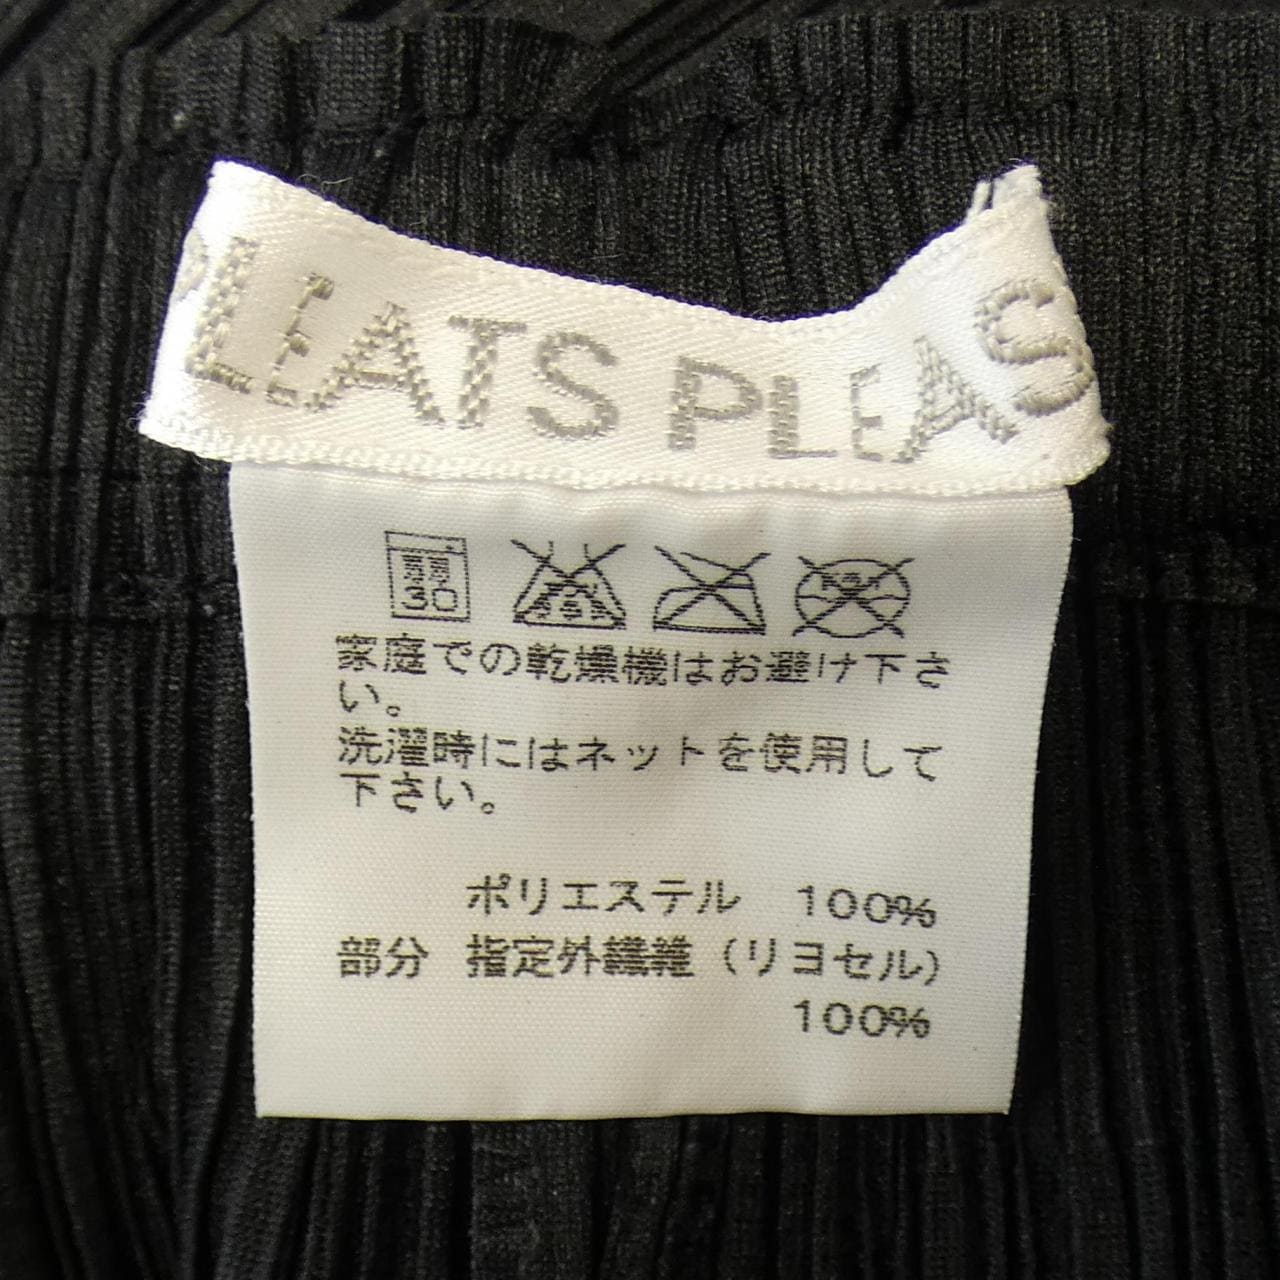 PLEATS PLEAS
30
家庭での乾燥機はお避け下さ
い。
洗濯時にはネットを使用して
下さい。
ポリエステル 100%
部分 指定外繊維（リヨセル）
100%